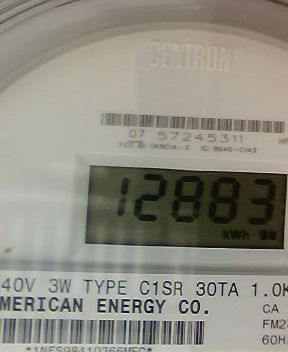 CENTRON®
07 57245311
12883
kWh
40V 3W TYPE C1SR 30TA 1.0K
MERICAN ENERGY CO.
CA
FM2
60H